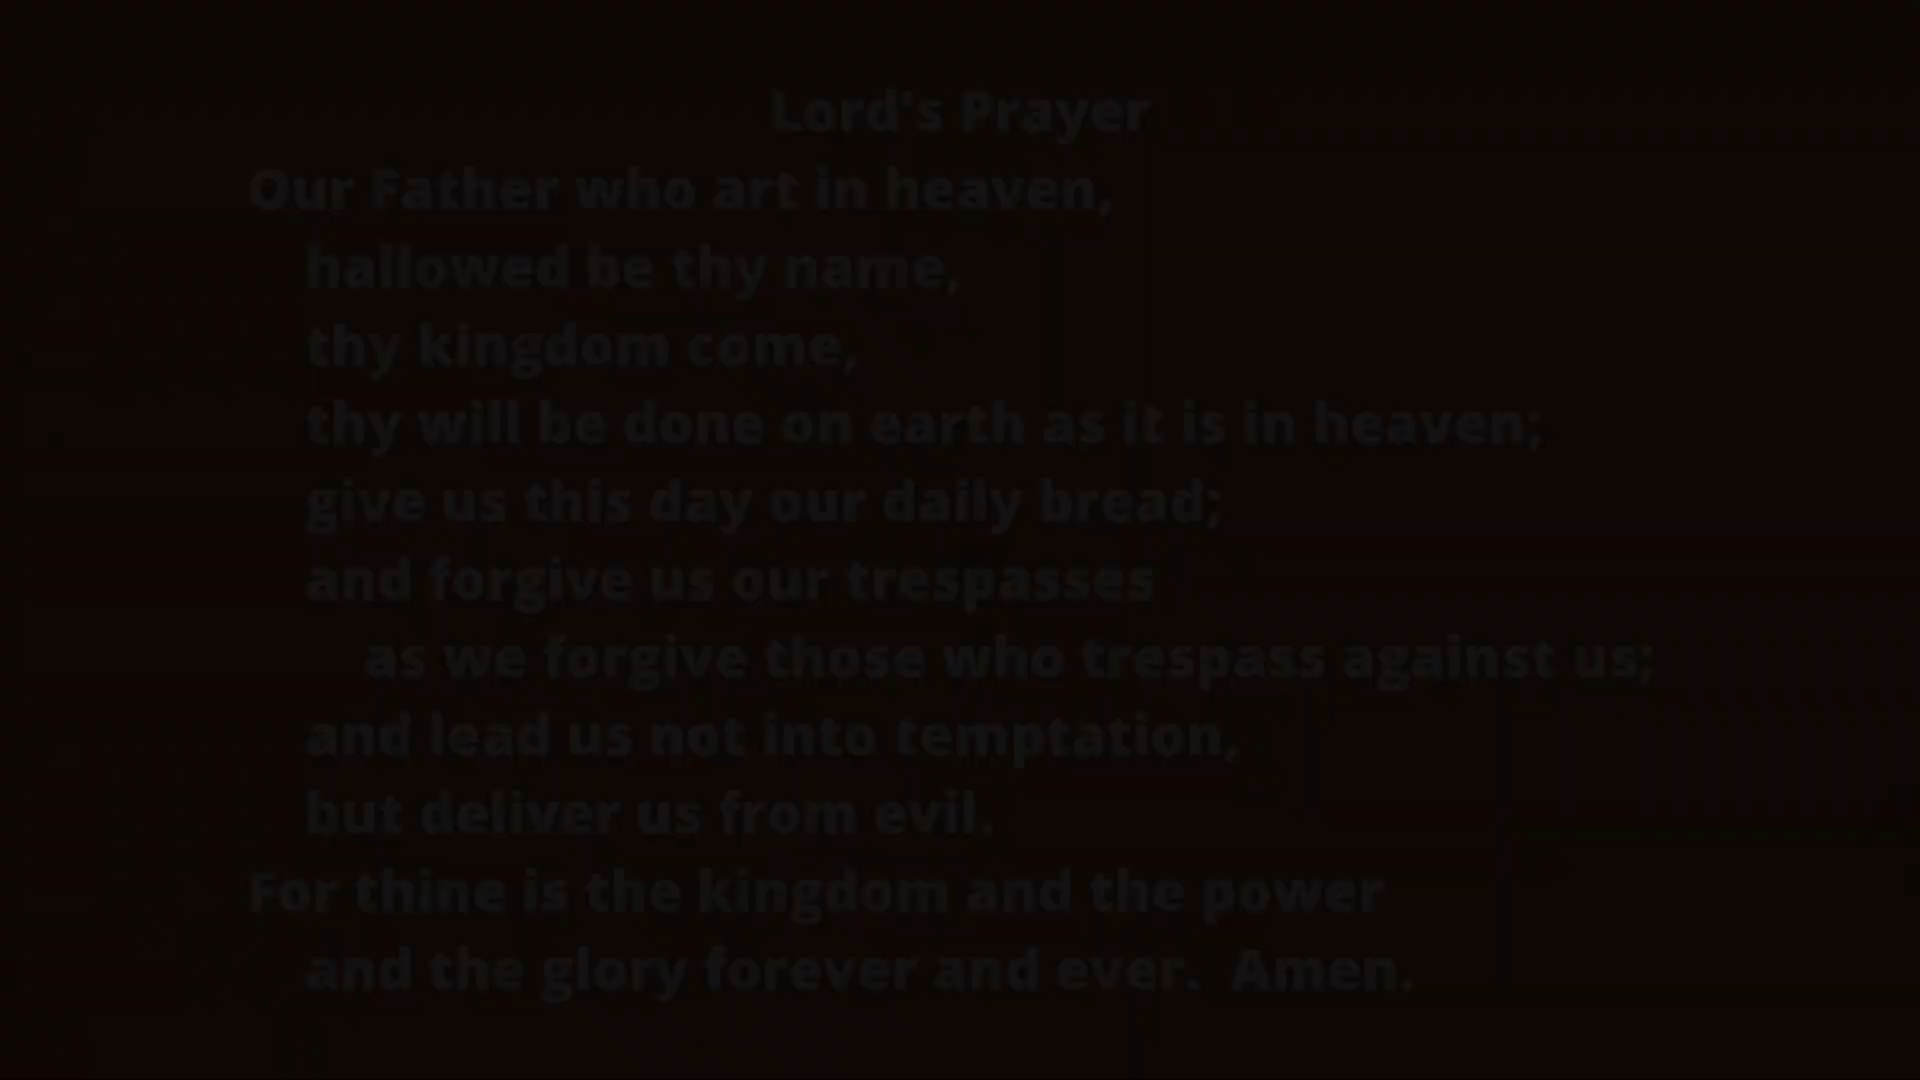 Lord's Prayer
Our Father who art in heaven,
hallowed be thy name,
thy kingdom come,
thy will be done on earth as it is in heaven;
give us this day our daily bread;
and forgive us our trespasses
as we forgive those who trespass against us;
and lead us not into temptation,
but deliver us from evil.
For thine is the kingdom and the power
and the glory forever and ever.  Amen.